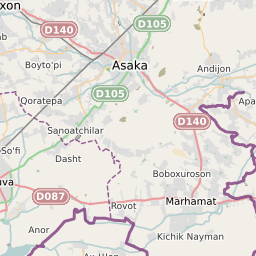 xon
D140
D105
Boyto'pi
Asaka
Andijon
Qoratepa
D105
Apa
D140
Sanoatchilar
-So'fi
Dasht
Boboxuroson
uva
D087
Marhamat
Rovot
Anor
Kichik Nayman